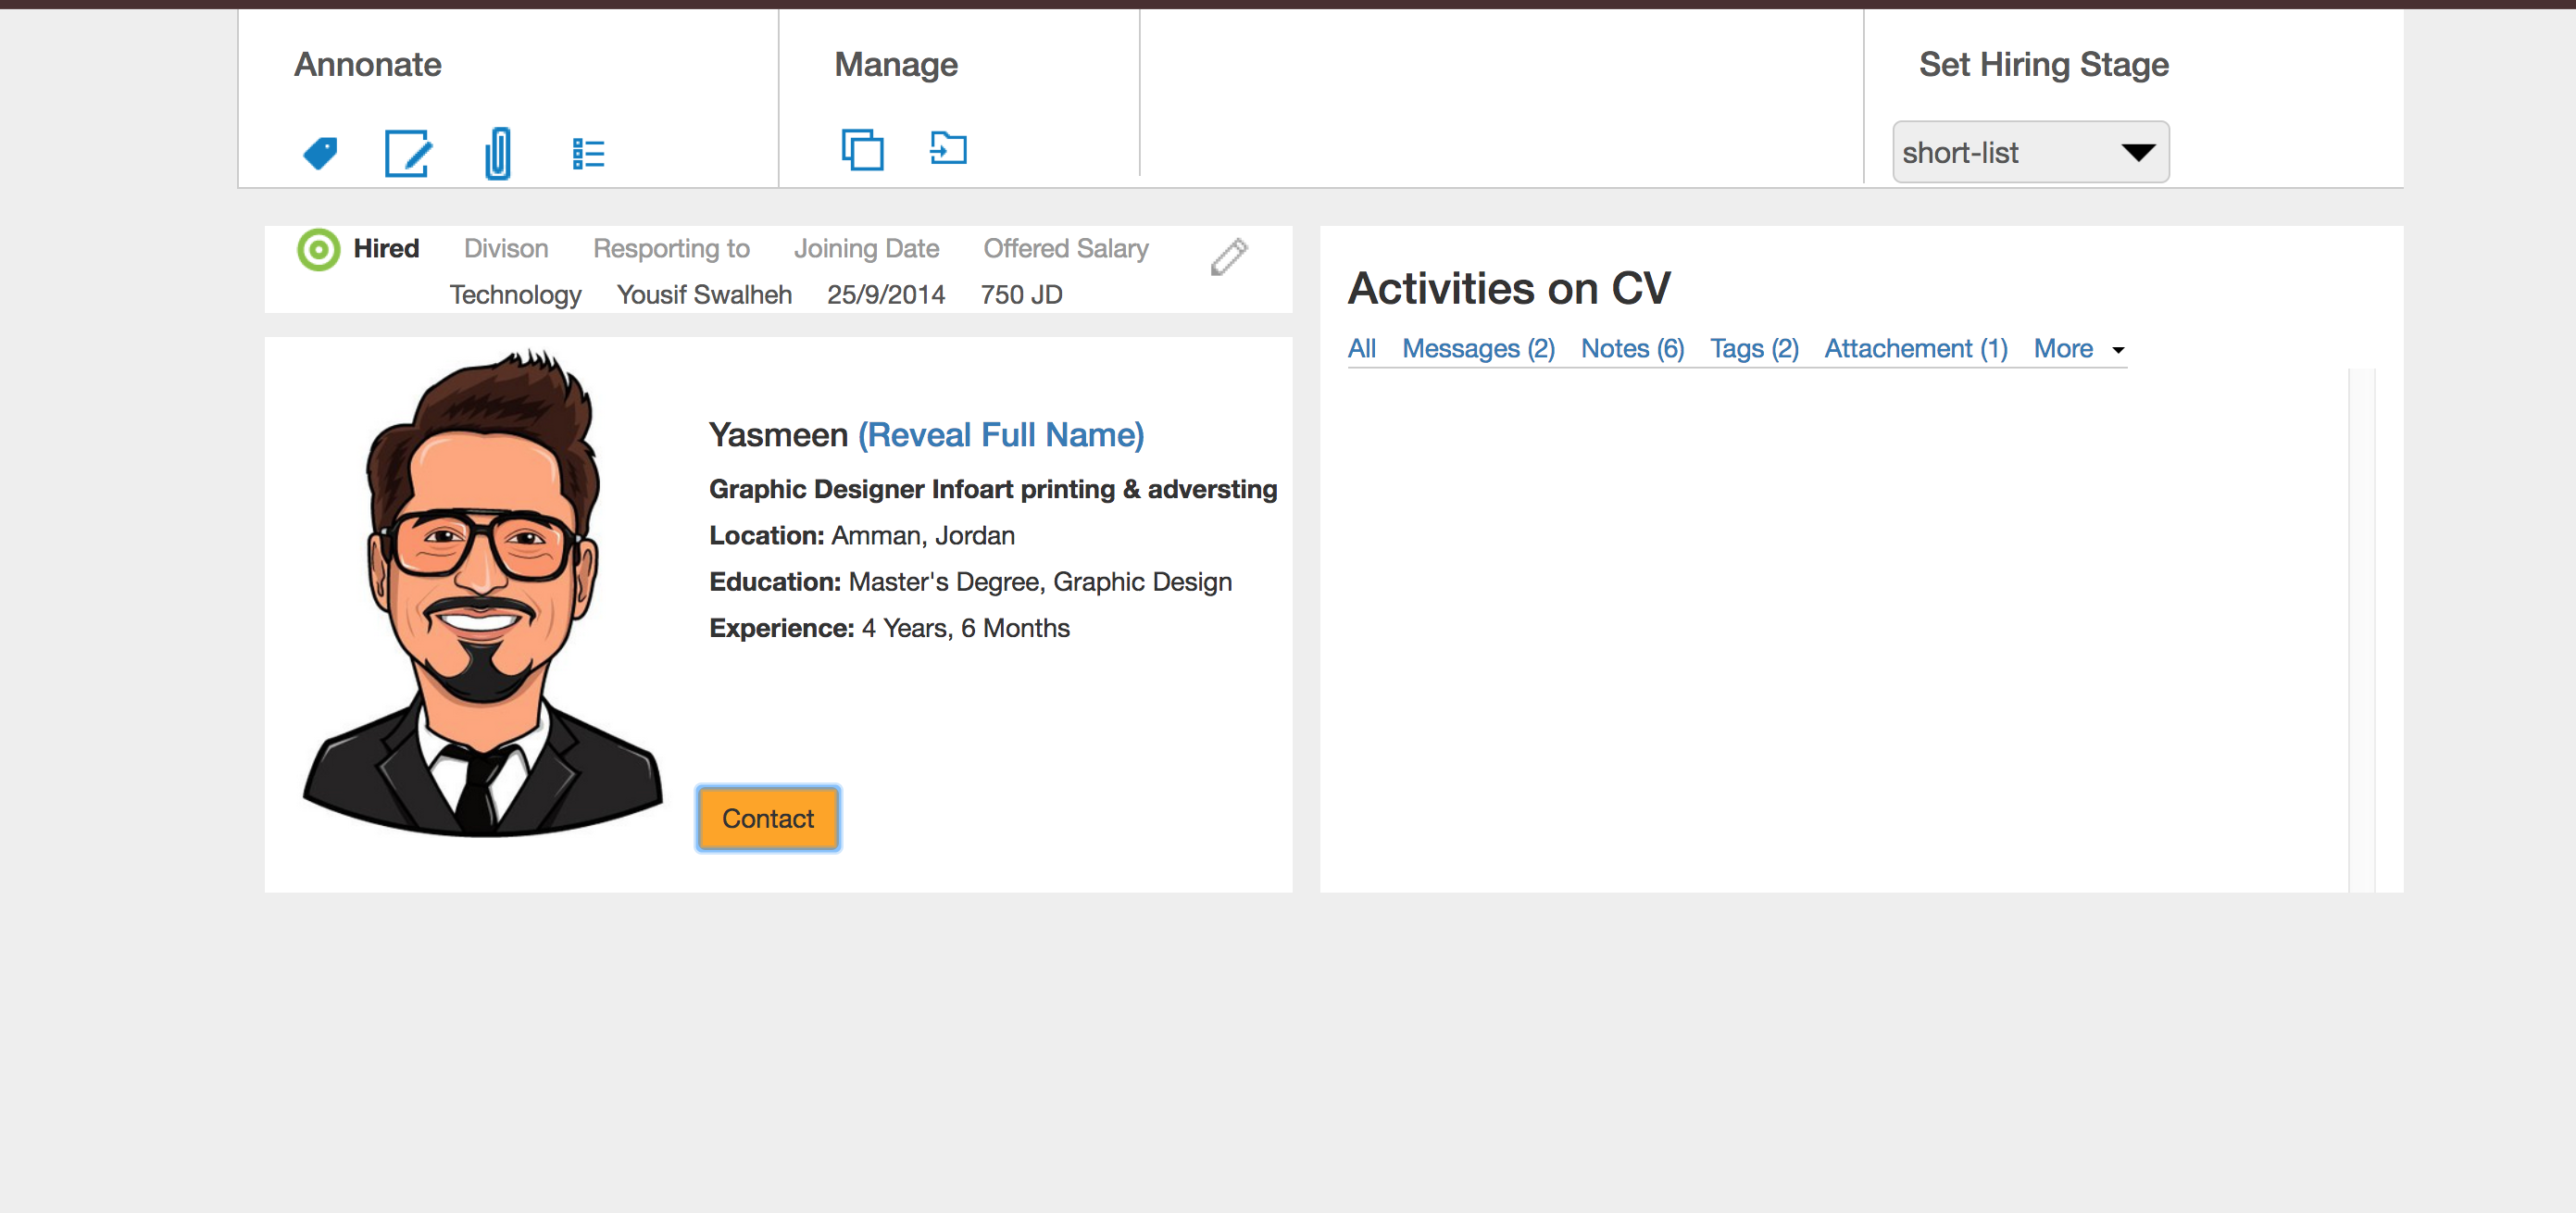 Annonate
Manage
Set Hiring Stage
short-list
Hired Divison Resporting to Joining Date Offered Salary
Technology Yousif Swalheh 25/9/2014 750 JD
Activities on CV
All Messages (2) Notes (6) Tags (2) Attachement (1) More
Yasmeen (Reveal Full Name)
Graphic Designer Infoart printing & adversting
Location: Amman, Jordan
Education: Master's Degree, Graphic Design
Experience: 4 Years, 6 Months
Contact